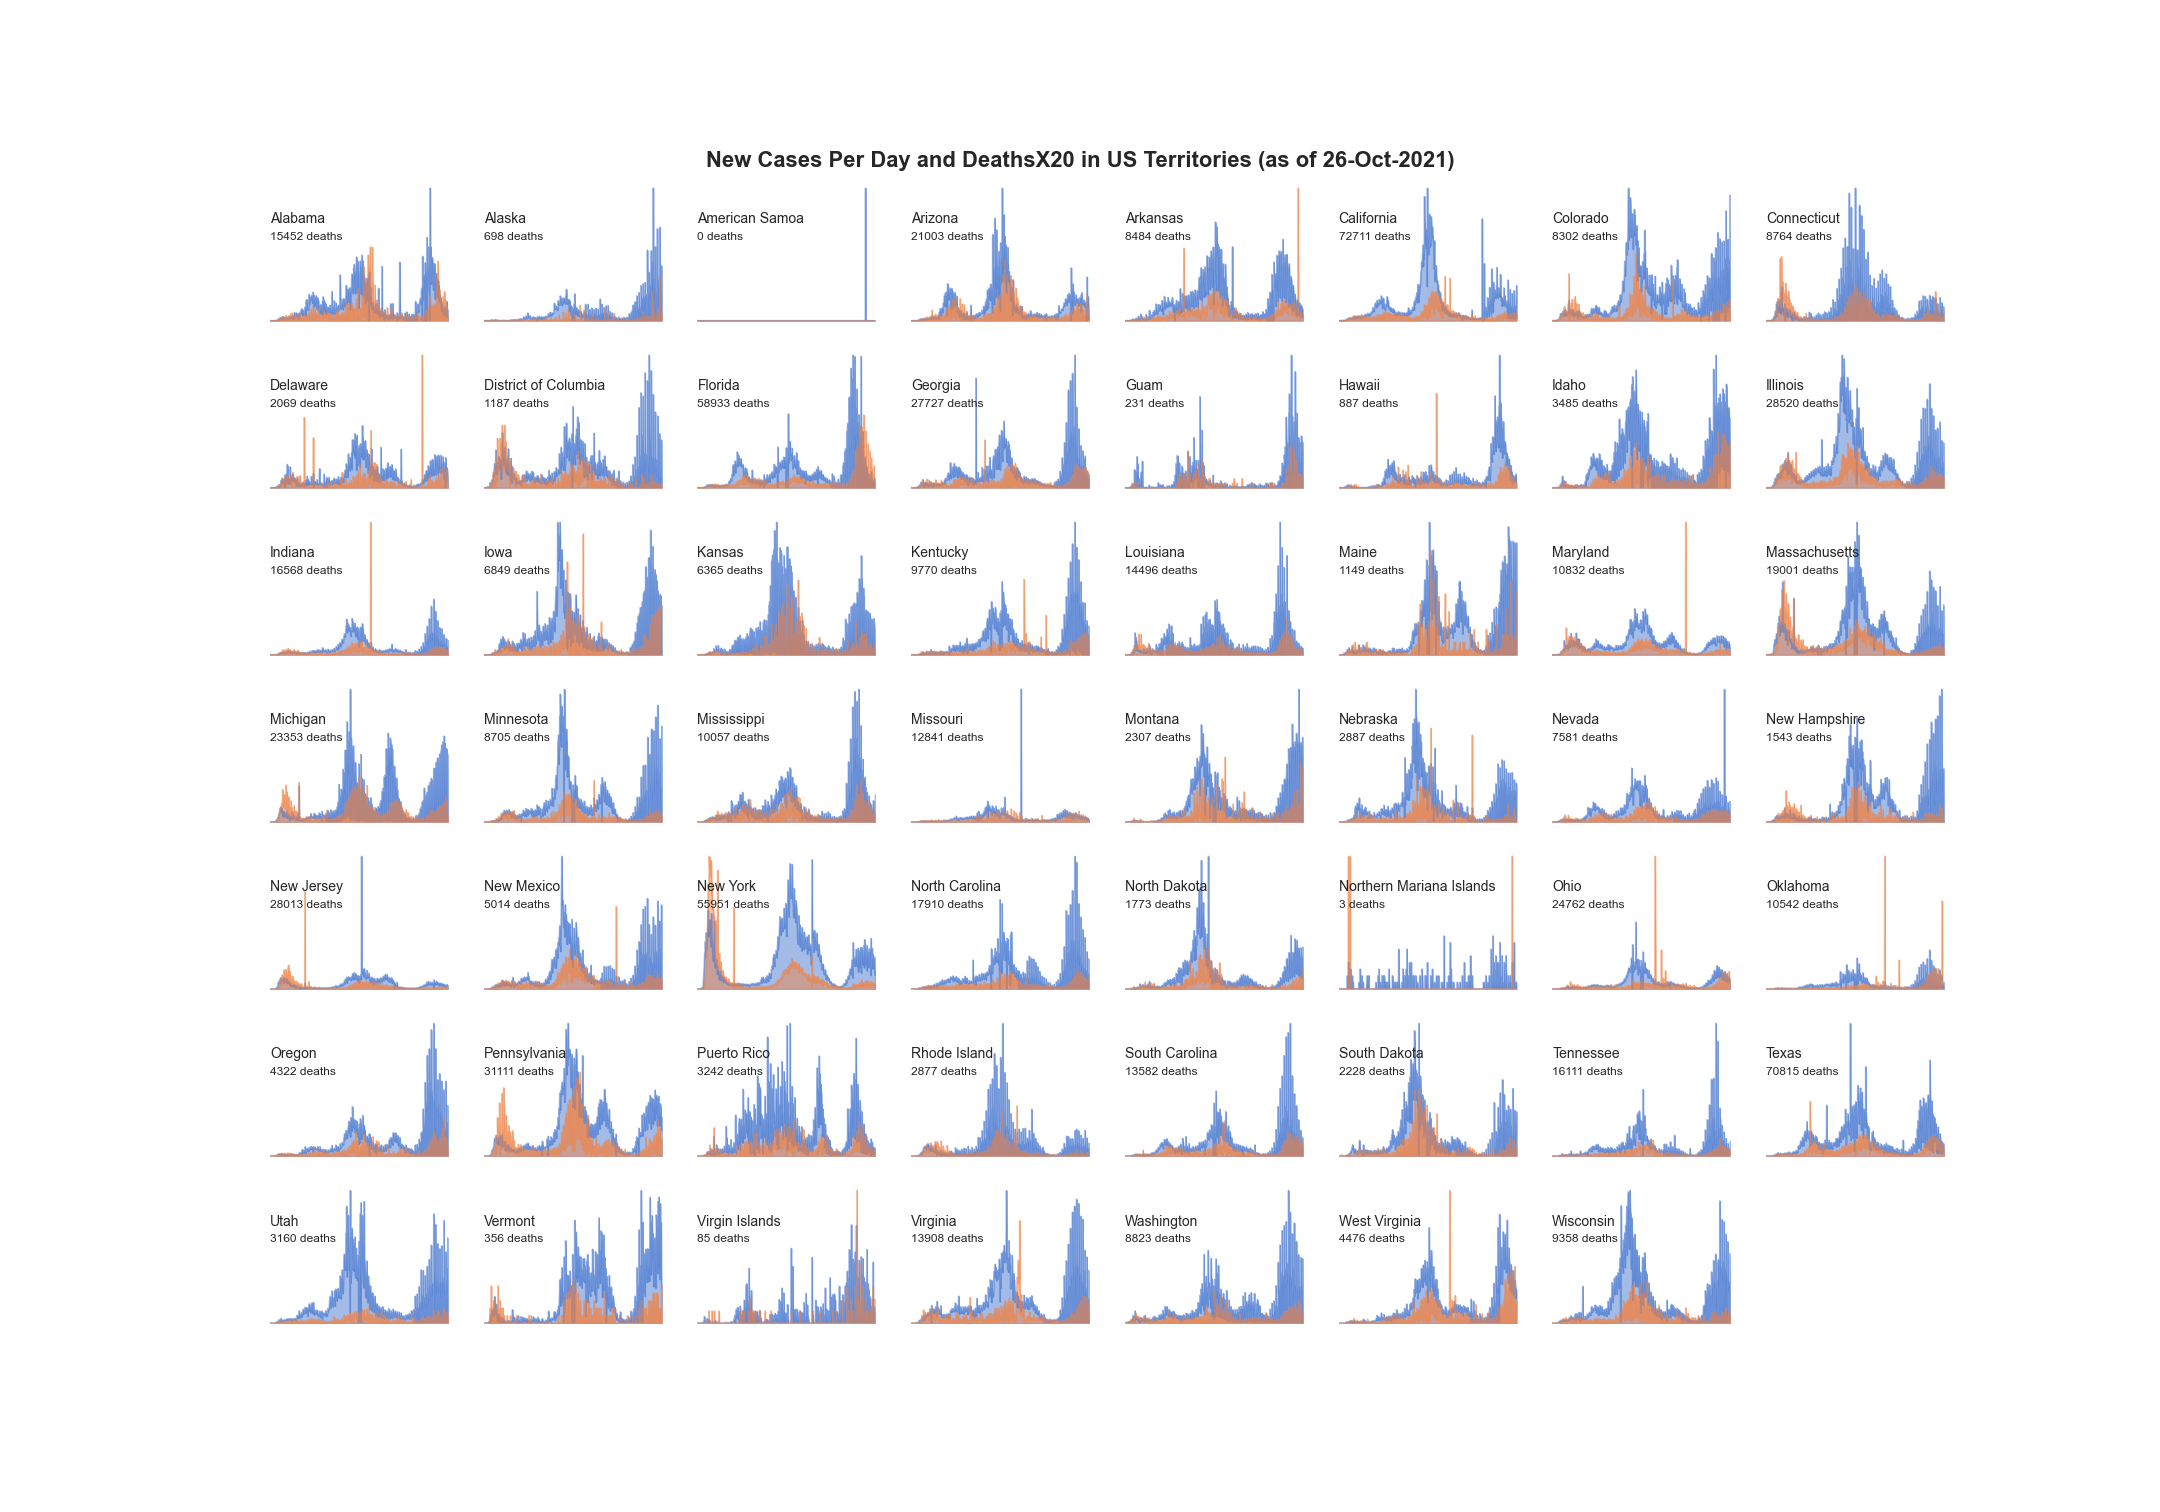 New Cases Per Day and DeathsX20 in US Territories (as of 26-Oct-2021)
Alabama
15452 deaths
Alaska
698 deaths
American Samoa
0 deaths
Arizona
21003 deaths
Arkansas
8484 deaths
California
72711 deaths
Colorado
8302 deaths
Connecticut
8764 deaths
Delaware
2069 deaths
District of Columbia
1187 deaths
Florida
58933 deaths
Georgia
27727 deaths
Guam
231 deaths
Hawaii
887 deaths
Idaho
3485 deaths
Illinois
28520 deaths
Indiana
16568 deaths
Iowa
6849 deaths
Kansas
6365 deaths
Kentucky
9770 deaths
Louisiana
14496 deaths
Maine
1149 deaths
Maryland
10832 deaths
Massachusetts
19001 deaths
Michigan
23353 deaths
Minnesota
8705 deaths
Mississippi
10057 deaths
Missouri
12841 deaths
Montana
2307 deaths
Nebraska
2887 deaths
Nevada
7581 deaths
New Hampshire
1543 deaths
New Jersey
28013 deaths
New Mexico
5014 deaths
New York
55951 deaths
North Carolina
17910 deaths
North Dakota
1773 deaths
Northern Mariana Islands
3 deaths
Ohio
24762 deaths
Oklahoma
10542 deaths
Oregon
4322 deaths
Pennsylvania
31111 deaths
Puerto Rico
3242 deaths
Rhode Island
2877 deaths
South Carolina
13582 deaths
South Dakota
2228 deaths
Tennessee
16111 deaths
Texas
70815 deaths
Utah
3160 deaths
Vermont
356 deaths
Virgin Islands
85 deaths
Virginia
13908 deaths
Washington
8823 deaths
West Virginia
4476 deaths
Wisconsin
9358 deaths